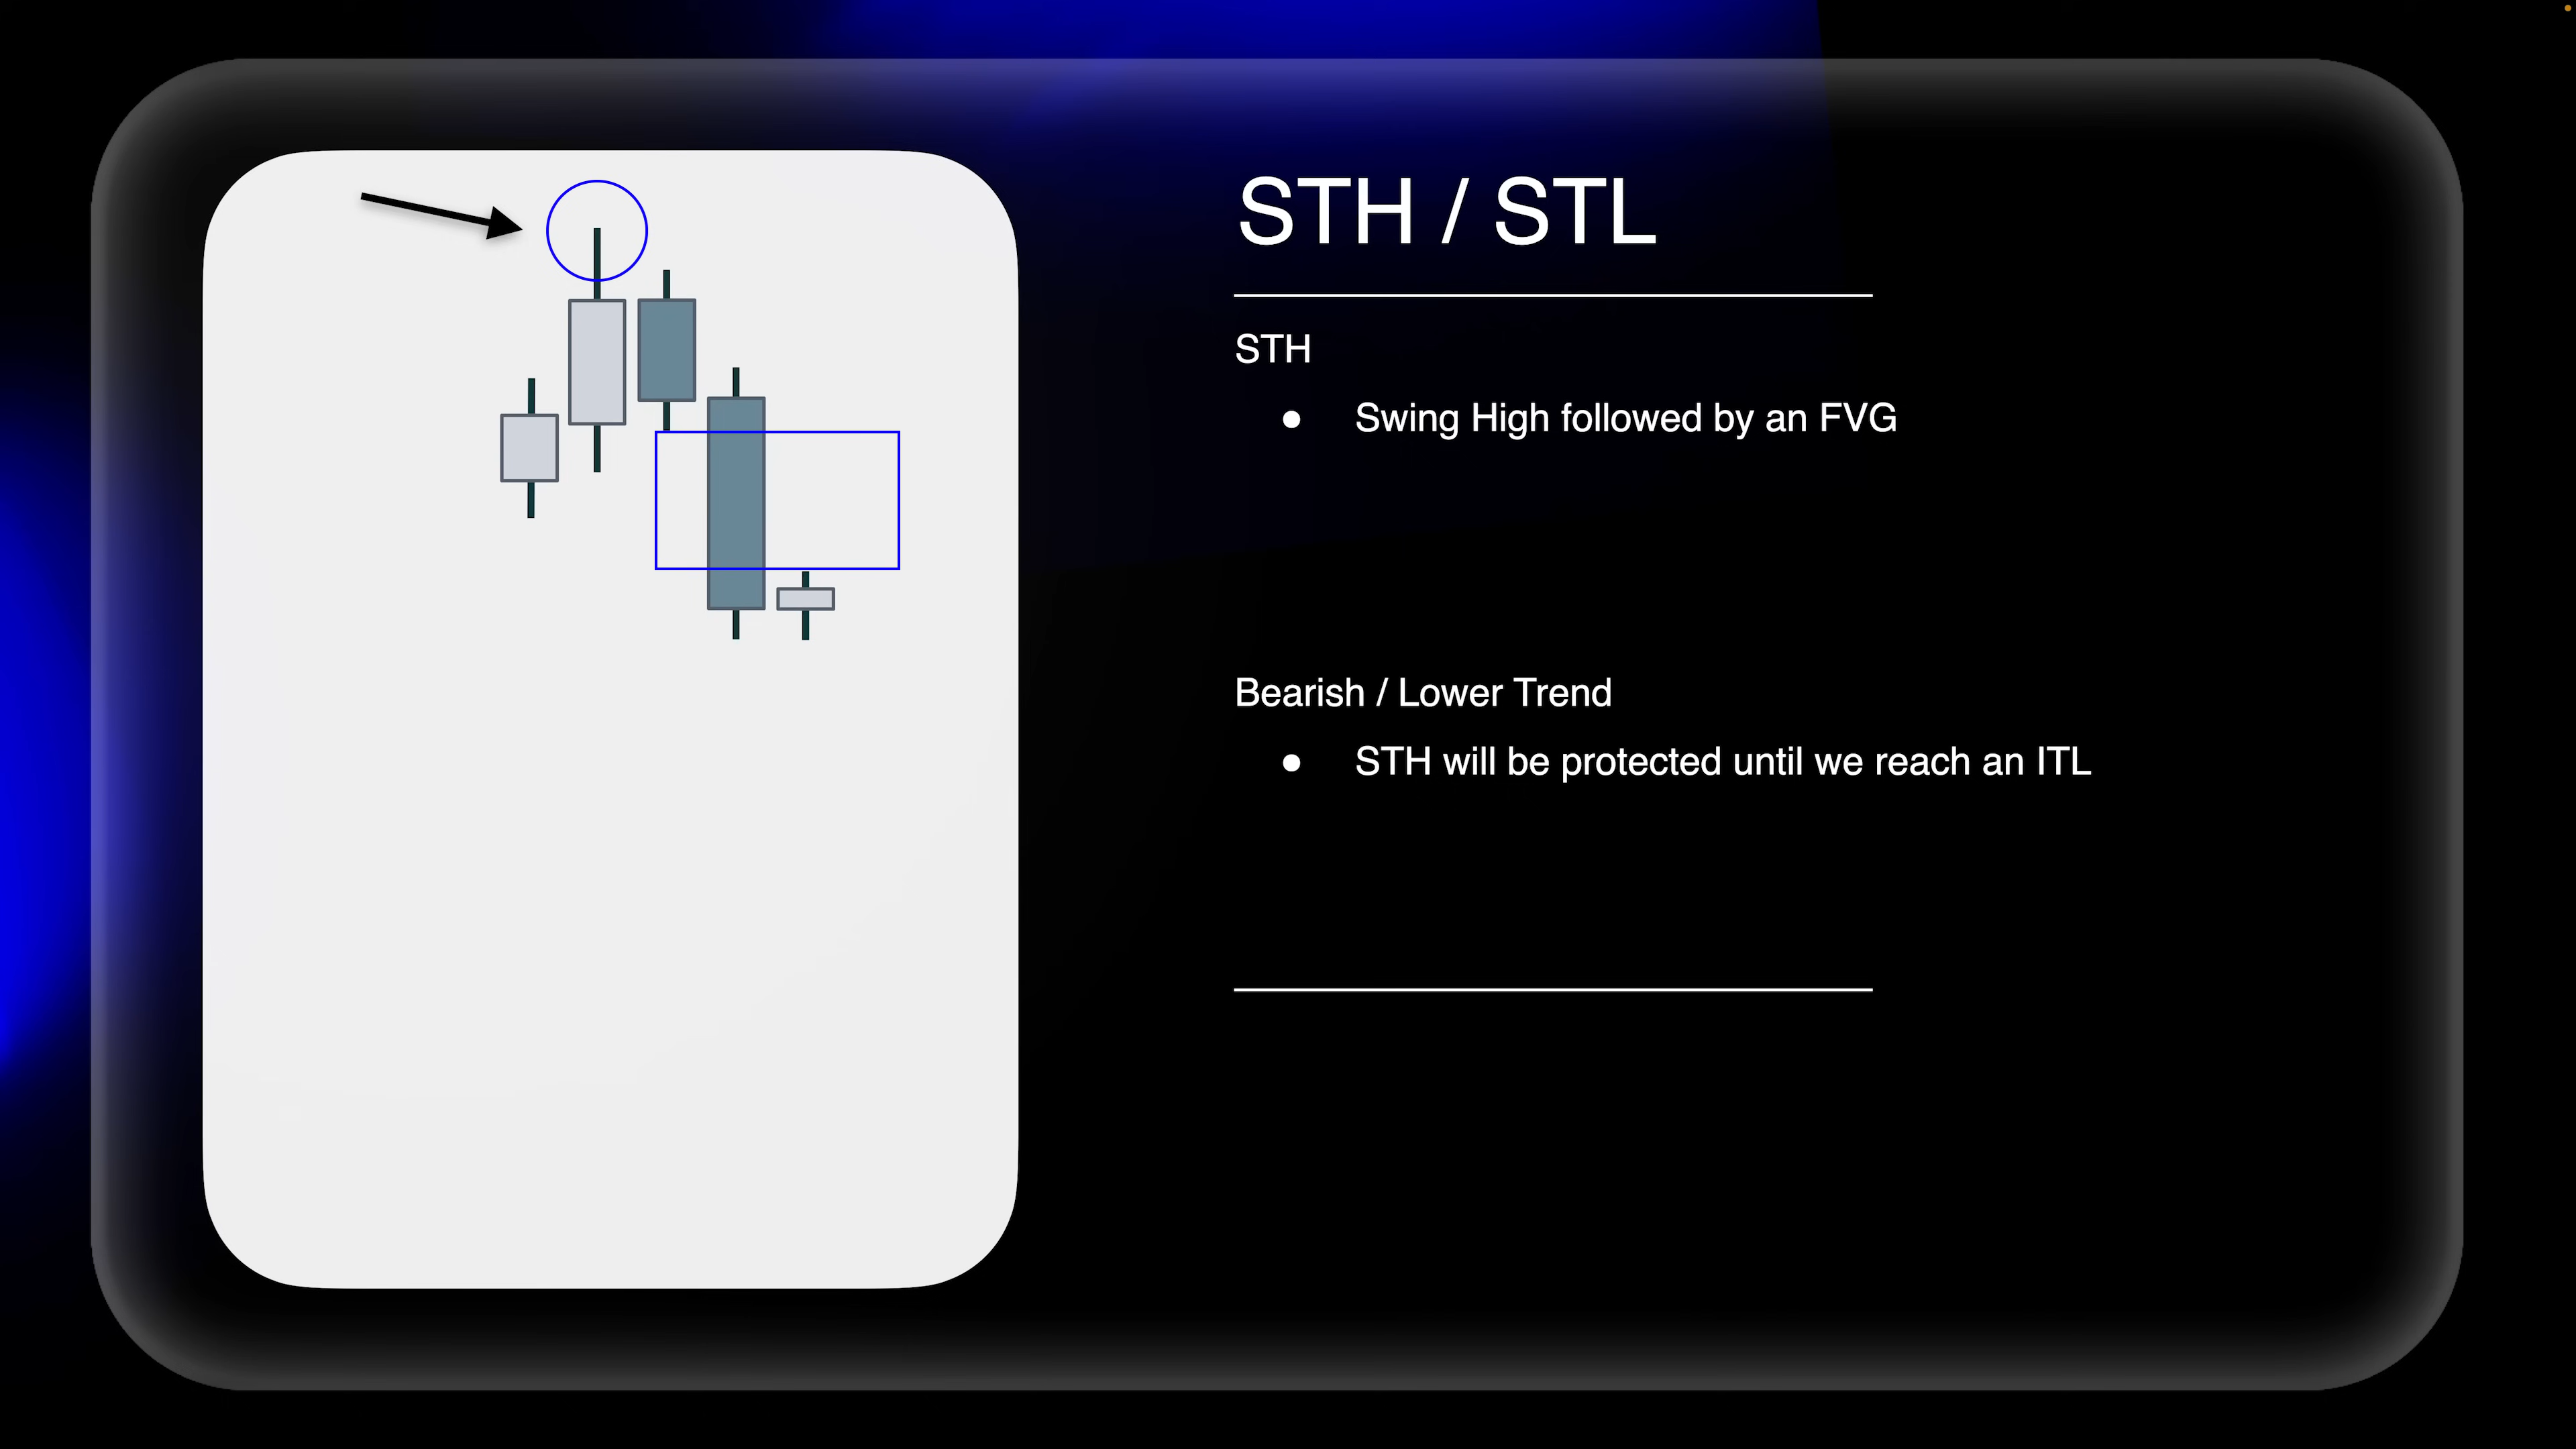 STH / STL
STH
● Swing High followed by an FVG
Bearish / Lower Trend
● STH will be protected until we reach an ITL